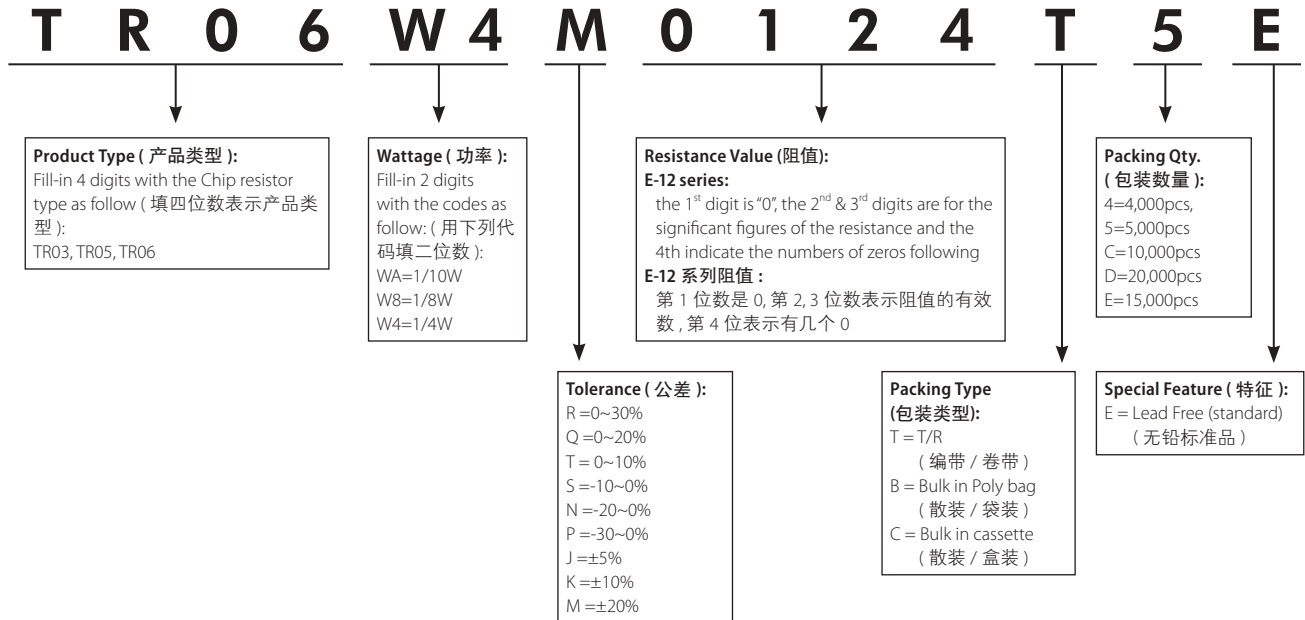 T R 0 6 W 4 M 0 1 2 4 T 5 E
Product Type ( 产品类型 ):
Fill-in 4 digits with the Chip resistor
type as follow ( 填四位数表示产品类
型 ):
TR03, TR05, TR06
Wattage ( 功率 ):
Fill-in 2 digits
with the codes as
follow: ( 用下列代
码填二位数 ):
WA=1/10W
W8=1/8W
W4=1/4W
Resistance Value (阻值):
E-12 series:
the 1st digit is “0”, the 2nd & 3rd digits are for the
significant figures of the resistance and the
4th indicate the numbers of zeros following
E-12 系列阻值 :
第 1 位数是 0, 第 2, 3 位数表示阻值的有效
数 , 第 4 位表示有几个 0
Packing Qty.
( 包装数量 ):
4=4,000pcs,
5=5,000pcs
C=10,000pcs
D=20,000pcs
E=15,000pcs
Tolerance ( 公差 ):
R =0~30%
Q =0~20%
T = 0~10%
S =-10~0%
N =-20~0%
P =-30~0%
J =±5%
K =±10%
M =±20%
Packing Type
(包装类型):
T = T/R
( 编带 / 卷带 )
B = Bulk in Poly bag
( 散装 / 袋装 )
C = Bulk in cassette
( 散装 / 盒装 )
Special Feature ( 特征 ):
E = Lead Free (standard)
( 无铅标准品 )